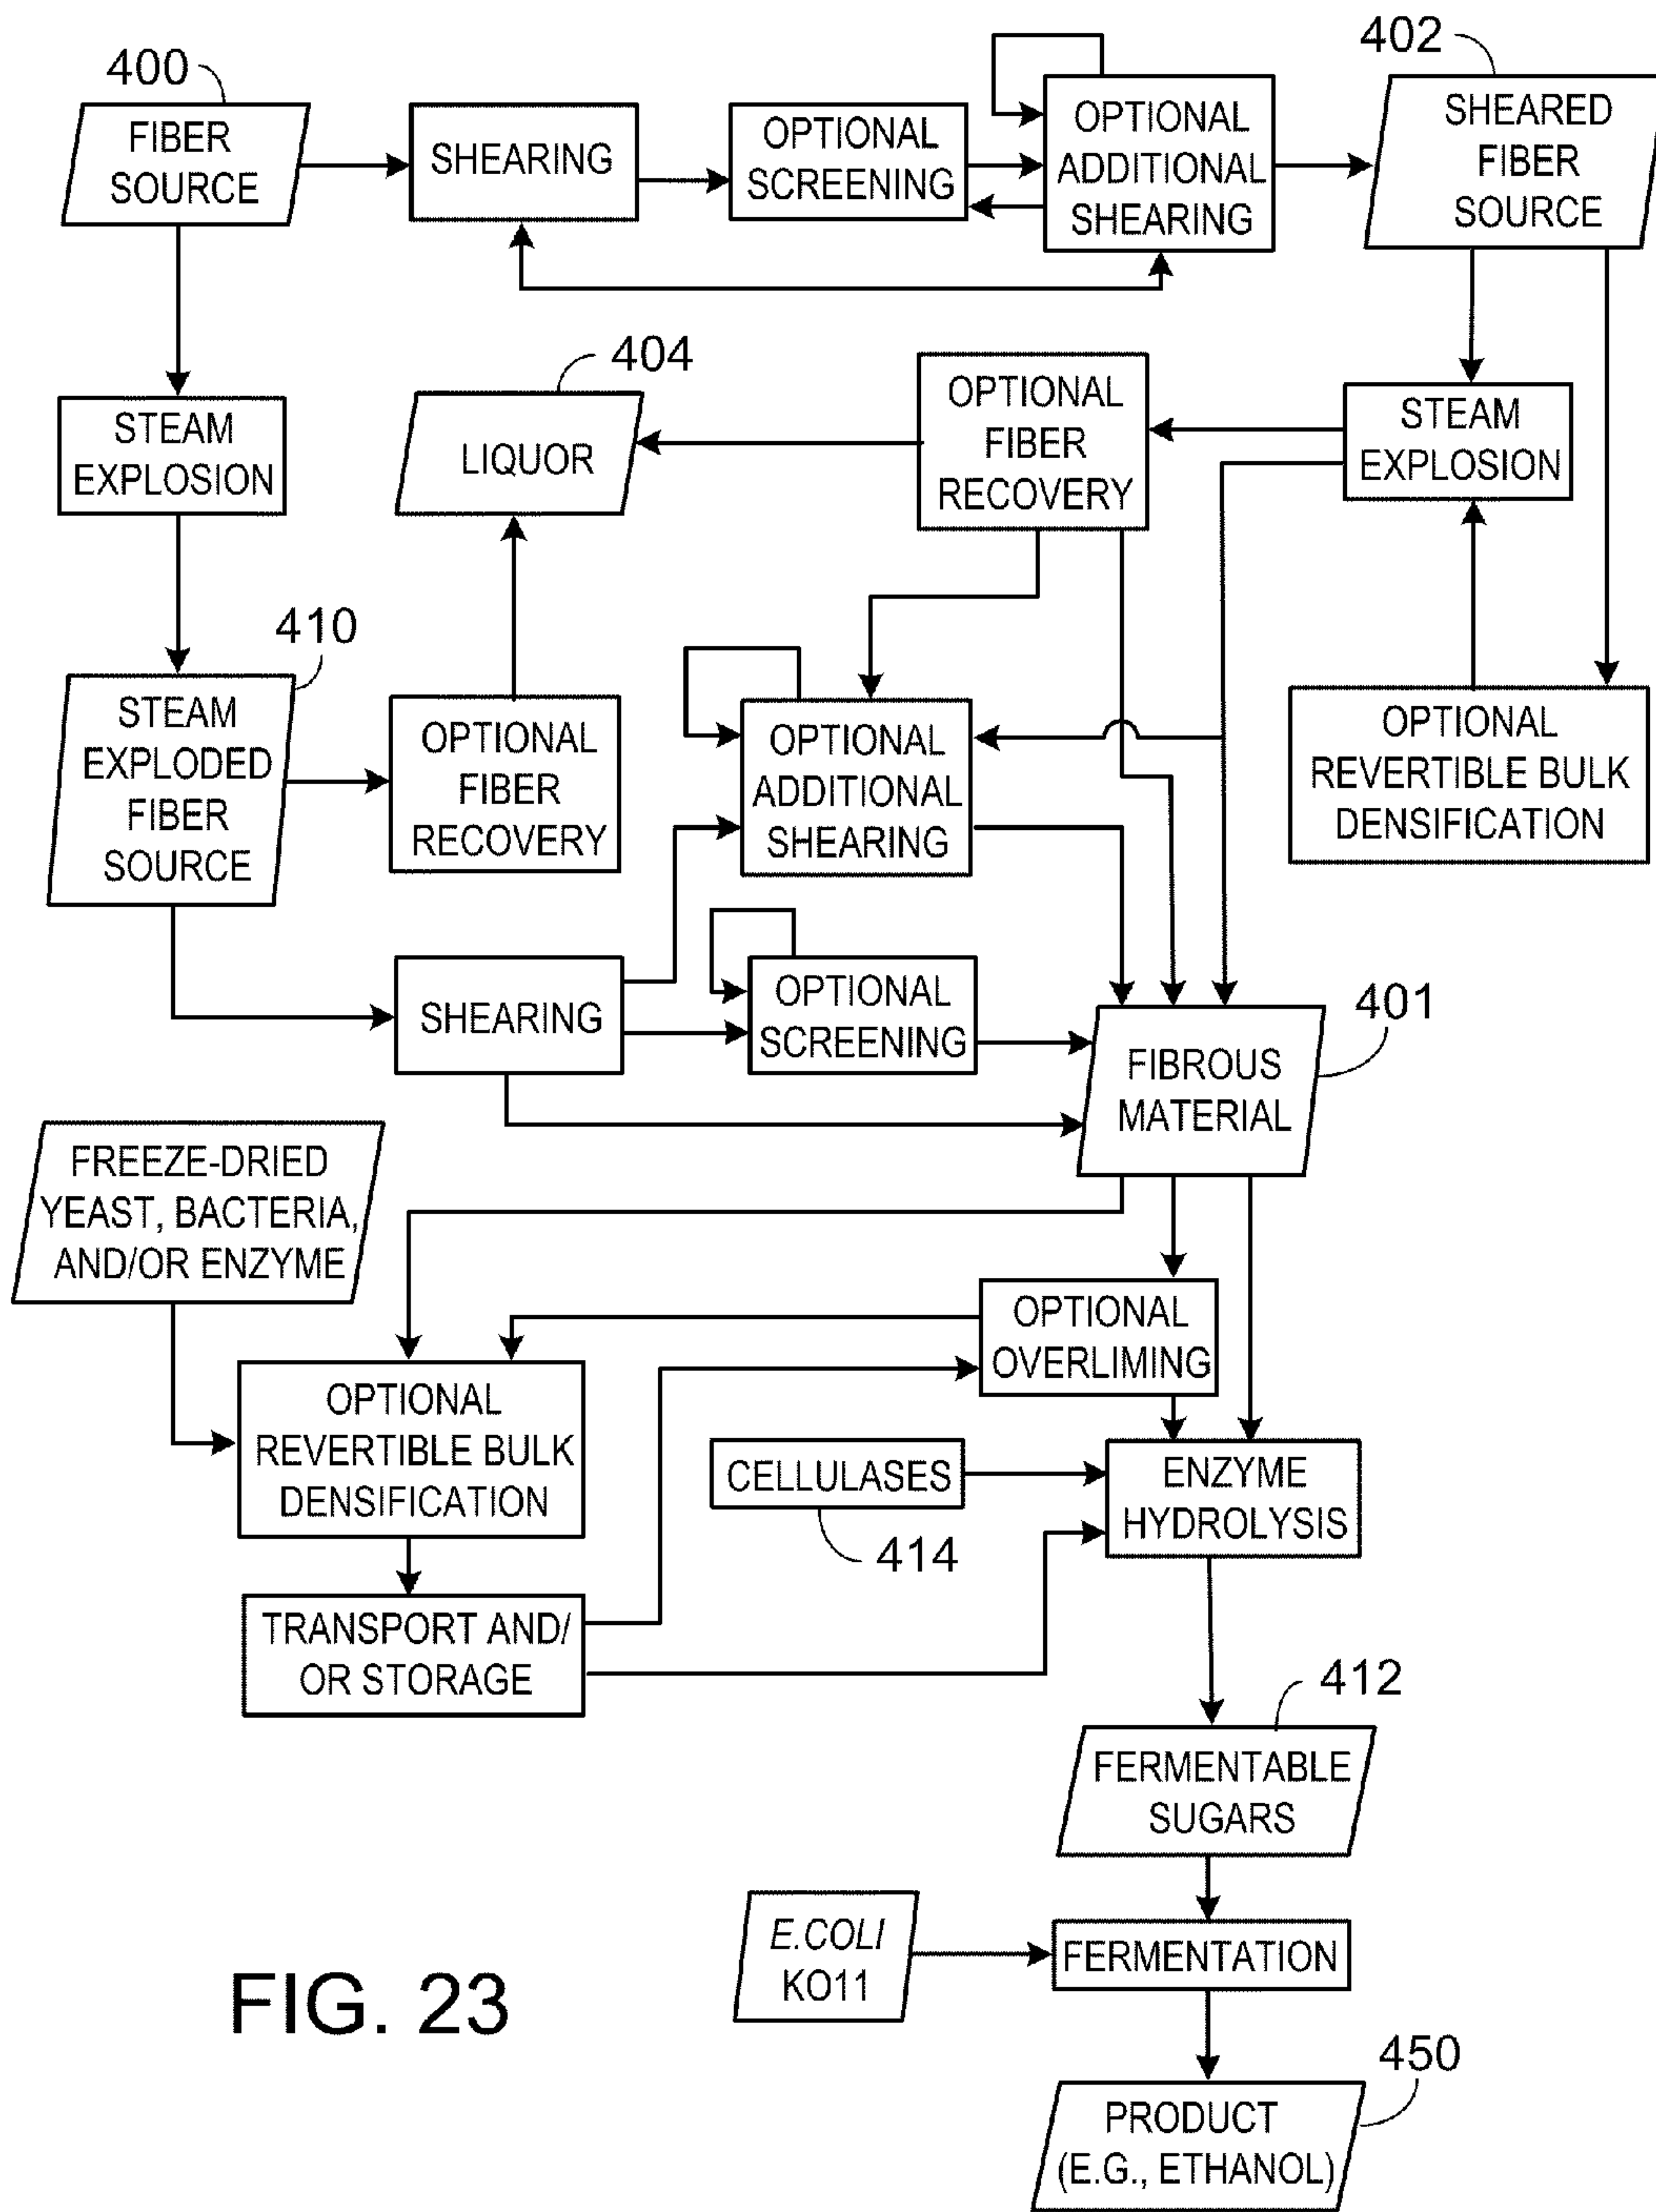 400
FIBER
SOURCE
SHEARING
OPTIONAL
SCREENING
OPTIONAL
ADDITIONAL
SHEARING
402
SHEARED
FIBER
SOURCE
STEAM
EXPLOSION
404
LIQUOR
OPTIONAL
FIBER
RECOVERY
STEAM
EXPLOSION
410
STEAM
EXPLODED
FIBER
SOURCE
OPTIONAL
FIBER
RECOVERY
OPTIONAL
ADDITIONAL
SHEARING
OPTIONAL
REVERTIBLE BULK
DENSIFICATION
SHEARING
OPTIONAL
SCREENING
401
FIBROUS
MATERIAL
FREEZE-DRIED
YEAST, BACTERIA,
AND/OR ENZYME
OPTIONAL
OVERLIMING
OPTIONAL
REVERTIBLE BULK
DENSIFICATION
CELLULASES
414
ENZYME
HYDROLYSIS
TRANSPORT AND/
OR STORAGE
412
FERMENTABLE
SUGARS
E.COLI
KO11
FERMENTATION
FIG. 23
450
PRODUCT
(E.G., ETHANOL)